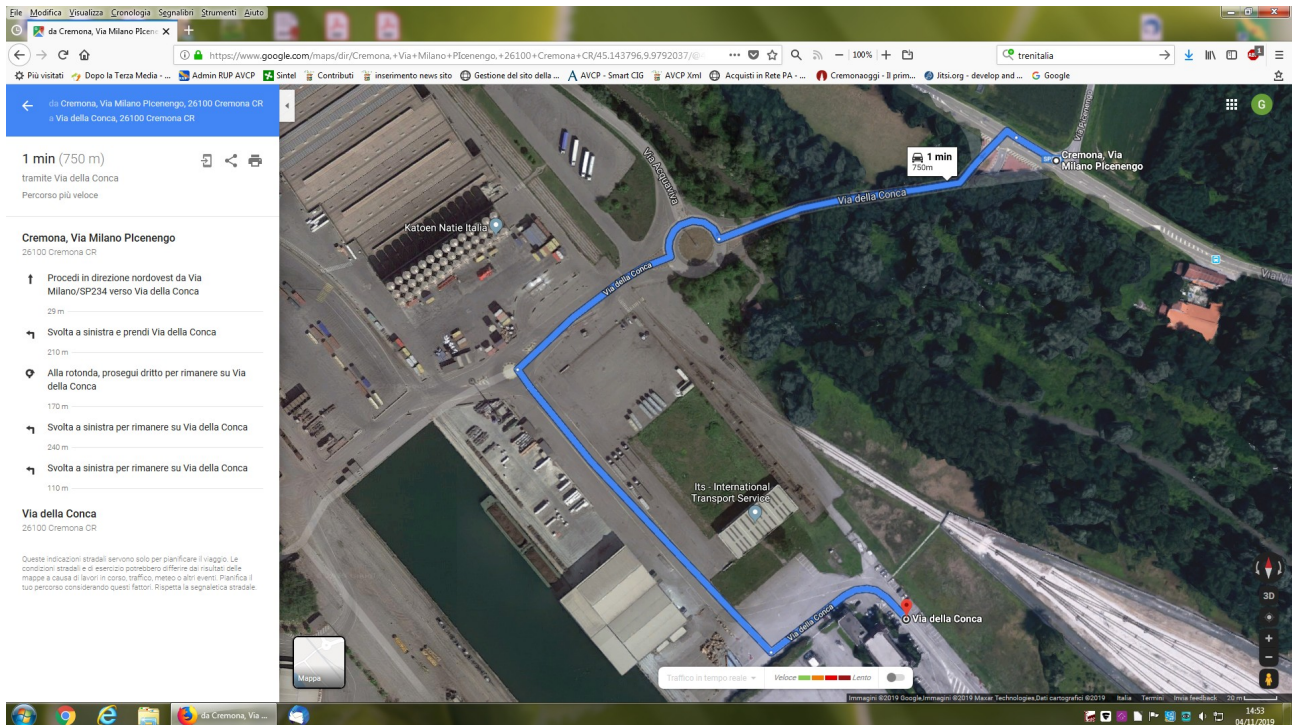 File Modifica Visualizza Cronologia Segnalibri Strumenti Aiuto
da Cremona, Via Milano PIcene
https://www.google.com/maps/dir/Cremona,+Via+Milano+PIcenengo,+26100+Cremona+CR/45.143796,9.9792037/
100%
trenitalia
Più visitati
Dopo la Terza Media - ...
Admin RUP AVCP
Sintel
Contributi
inserimento news sito
Gestione del sito della ...
AVCP - Smart CIG
AVCP Xml
Acquisti in Rete PA - ...
Cremonaoggi - Il prim...
Jitsi.org - develop and ...
Google
da Cremona, Via Milano PIcenengo, 26100 Cremona CR
a Via della Conca, 26100 Cremona CR
G
1 min (750 m)
tramite Via della Conca
Percorso più veloce
Cremona, Via Milano PIcenengo
26100 Cremona CR
Procedi in direzione nordovest da Via
Milano/SP234 verso Via della Conca
29 m
Svolta a sinistra e prendi Via della Conca
210 m
Alla rotonda, prosegui dritto per rimanere su Via
della Conca
170 m
Svolta a sinistra per rimanere su Via della Conca
240 m
Svolta a sinistra per rimanere su Via della Conca
110 m
Via della Conca
26100 Cremona CR
Queste indicazioni stradali servono solo per pianificare il viaggio. Le
condizioni stradali e di esercizio potrebbero differire dai risultati delle
mappe a causa di lavori in corso, traffico, meteo o altri eventi. Pianifica il
tuo percorso considerando questi fattori. Rispetta la segnaletica stradale.
Via Acquaviva
1 min
750m
Cremona, Via
Milano PIcenengo
Via della Conca
Katoen Natie Italia
Via della Conca
Its - International
Transport Service
Via della Conca
Via della Conca
3D
Mappa
Traffico in tempo reale
Veloce
Lento
Immagini ©2019 Google,Immagini ©2019 Maxar Technologies,Dati cartografici ©2019
Italia
Termini
Invia feedback
20 m
da Cremona, Via ...
14:53
04/11/2019